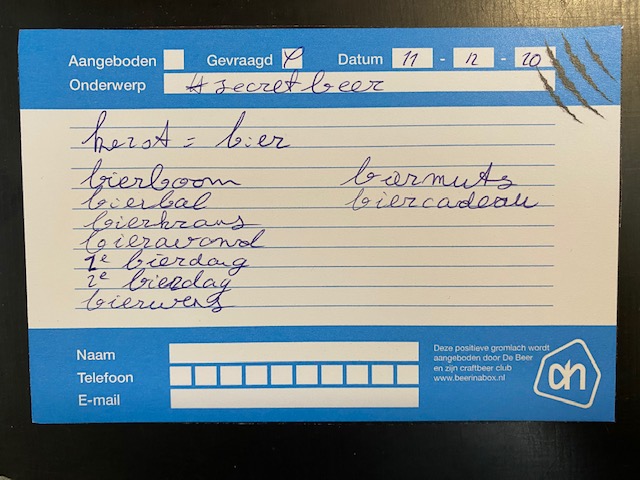 Aangeboden Gevraagd Datum 11 - 12 - 20
Onderwerp #secretbeer
kerst = bier
bierboom
bierbal
bierkrans
bieravond
1e bierdag
2e bierdag
bierwens
biermuts
biercadeau
Naam
Telefoon
E-mail
Deze positieve gromlach wordt
aangeboden door De Beer
en zijn craftbeer club
www.beerinabox.nl
ah